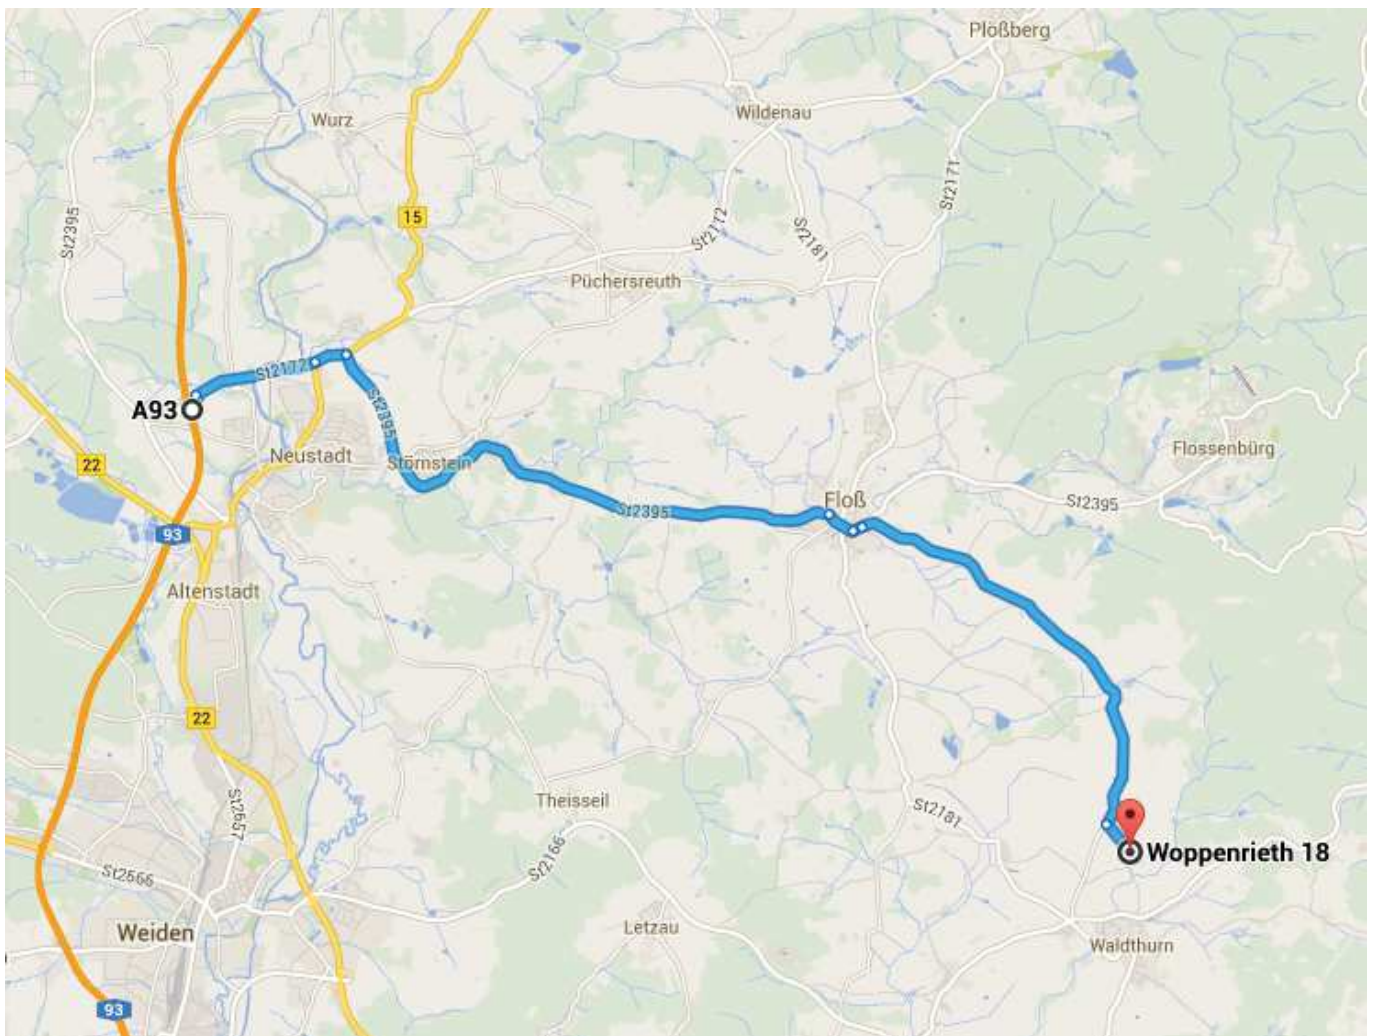 Plößberg
Wildenau
Wurz
St2171
St2395
15
St2172
St2181
Püchersreuth
St2172
A93
St2395
Neustadt
Störnstein
22
Flossenbürg
Floß
St2395
St2395
93
Altenstadt
22
Theisseil
St2657
St2181
St2166
Woppenrieth 18
St2566
Weiden
Letzau
Waldthurn
93